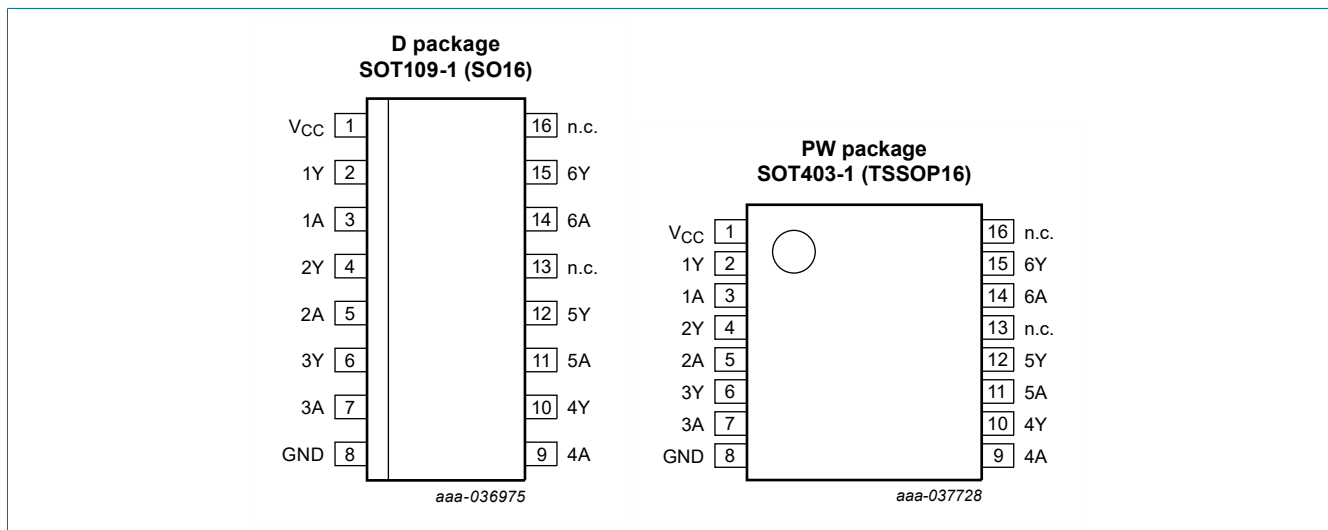 D package
SOT109-1 (SO16)
VCC 1 16 n.c.
1Y 2 15 6Y
1A 3 14 6A
2Y 4 13 n.c.
2A 5 12 5Y
3Y 6 11 5A
3A 7 10 4Y
GND 8 9 4A
aaa-036975
PW package
SOT403-1 (TSSOP16)
VCC 1 16 n.c.
1Y 2 15 6Y
1A 3 14 6A
2Y 4 13 n.c.
2A 5 12 5Y
3Y 6 11 5A
3A 7 10 4Y
GND 8 9 4A
aaa-037728